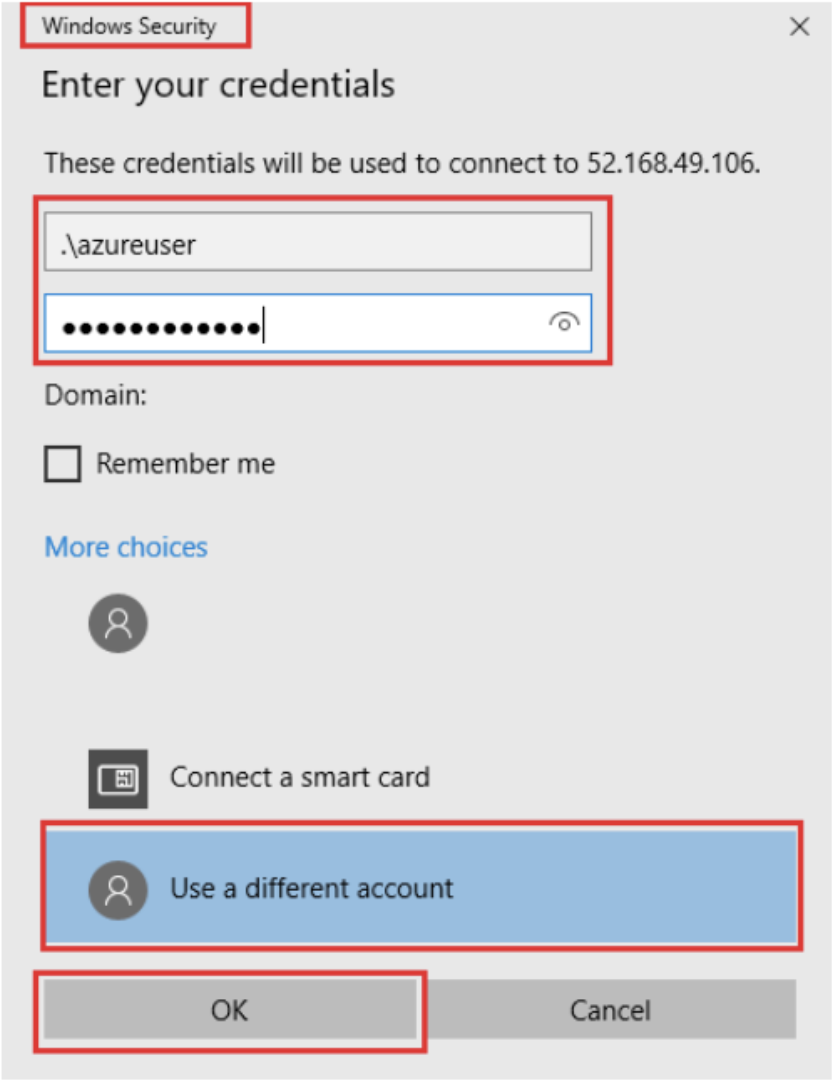 Windows Security
Enter your credentials
These credentials will be used to connect to 52.168.49.106.
.\azureuser
••••••••••••
Domain:
Remember me
More choices
Connect a smart card
Use a different account
OK
Cancel